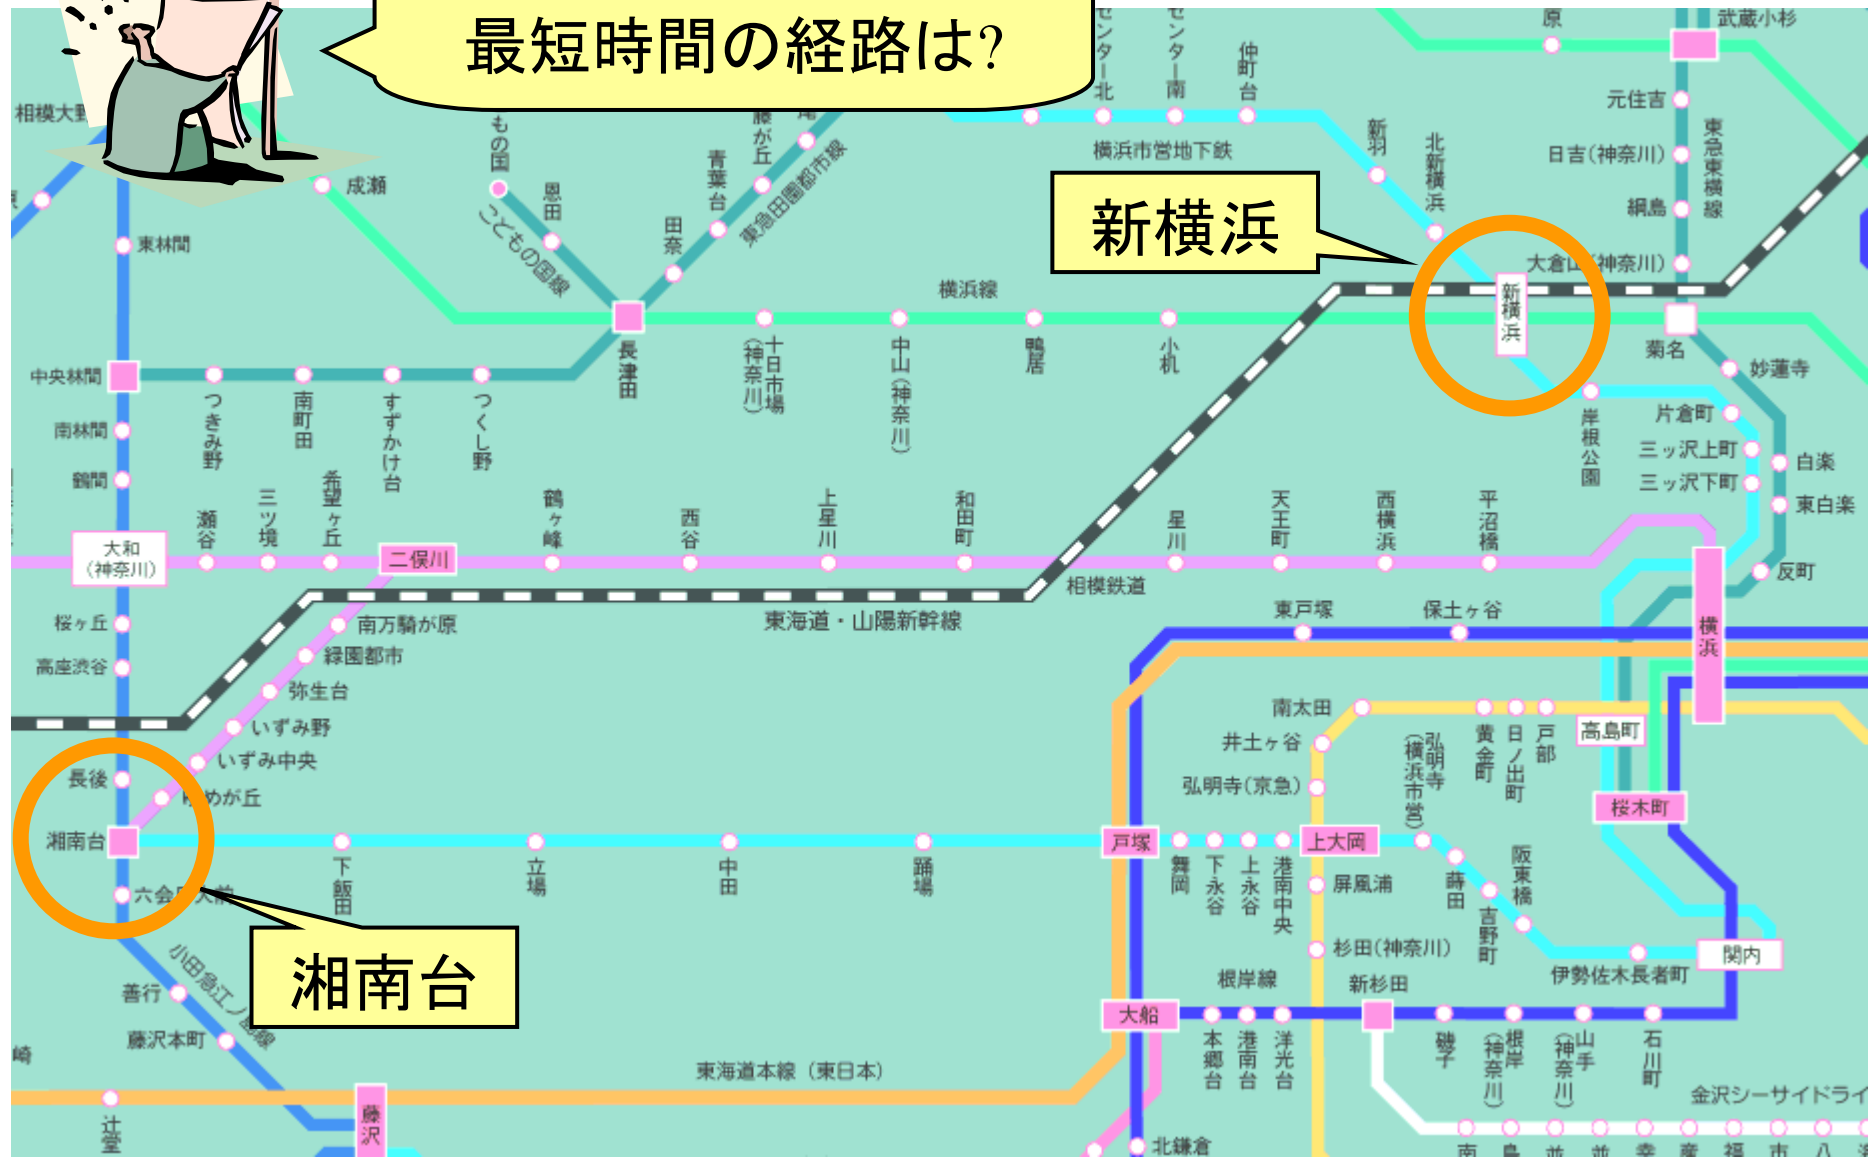 最短時間の経路は?
武蔵小杉
原
センター北
センター南
仲町台
元住吉
相模大野
もの国
藤が丘
新羽
北新横浜
横浜市営地下鉄
日吉(神奈川)
東急東横線
成瀬
恩田
青葉台
東急田園都市線
新横浜
綱島
こどもの国線
田奈
東林間
大倉山(神奈川)
横浜線
新横浜
長津田
十日市場(神奈川)
中山(神奈川)
鴨居
小机
菊名
妙蓮寺
中央林間
つきみ野
南町田
すずかけ台
つくし野
岸根公園
片倉町
南林間
三ッ沢上町
白楽
鶴間
三ッ沢下町
東白楽
瀬谷
三ツ境
希望ヶ丘
鶴ヶ峰
西谷
上星川
和田町
星川
天王町
西横浜
平沼橋
大和
(神奈川)
二俣川
相模鉄道
反町
桜ヶ丘
南万騎が原
東海道・山陽新幹線
東戸塚
保土ヶ谷
横浜
高座渋谷
緑園都市
弥生台
いずみ野
南太田
黄金町
日ノ出町
戸部
高島町
いずみ中央
井土ヶ谷
弘明寺(横浜市営)
長後
ゆめが丘
弘明寺(京急)
桜木町
湘南台
下飯田
立場
中田
踊場
戸塚
舞岡
下永谷
上永谷
港南中央
上大岡
蒔田
吉野町
阪東橋
六会日大前
屏風浦
小田急江ノ島線
湘南台
杉田(神奈川)
伊勢佐木長者町
関内
善行
根岸線
新杉田
藤沢本町
大船
本郷台
港南台
洋光台
磯子
根岸(神奈川)
山手(神奈川)
石川町
崎
東海道本線(東日本)
金沢シーサイドライ
辻堂
藤沢
北鎌倉
南
鳥
並
並
幸
産
福
市
八